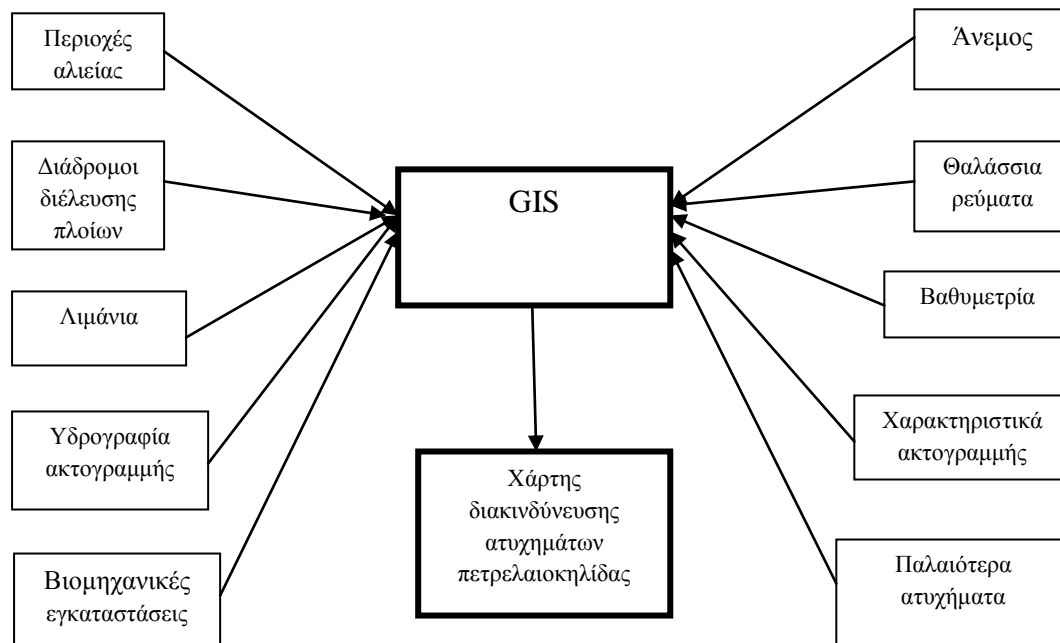 Περιοχές
αλιείας
Άνεμος
Διάδρομοι
διέλευσης
πλοίων
GIS
Θαλάσσια
ρεύματα
Λιμάνια
Βαθυμετρία
Υδρογραφία
ακτογραμμής
Χαρακτηριστικά
ακτογραμμής
Χάρτης
διακινδύνευσης
ατυχημάτων
πετρελαιοκηλίδας
Βιομηχανικές
εγκαταστάσεις
Παλαιότερα
ατυχήματα